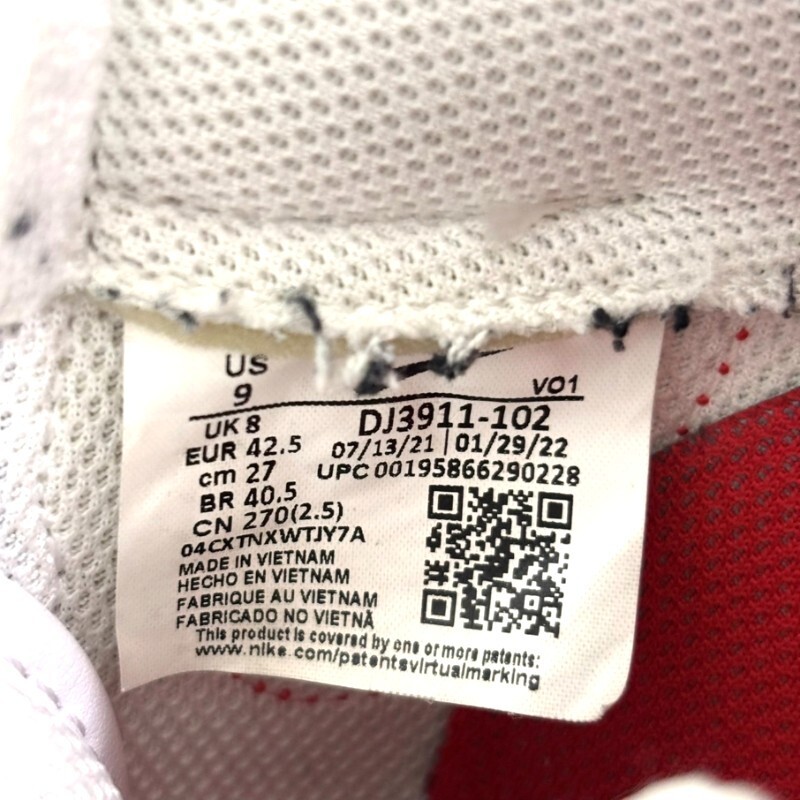 US
9
VO1
UK 8
DJ3911-102
EUR 42.5
07/13/21 | 01/29/22
cm 27
UPC 00195866290228
BR 40.5
CN 270(2.5)
04CXTNXWTJY7A
MADE IN VIETNAM
HECHO EN VIETNAM
FABRIQUE AU VIETNAM
FABRICADO NO VIETNÃ
This product is covered by one or more patents:
www.nike.com/patentsvirtualmarking